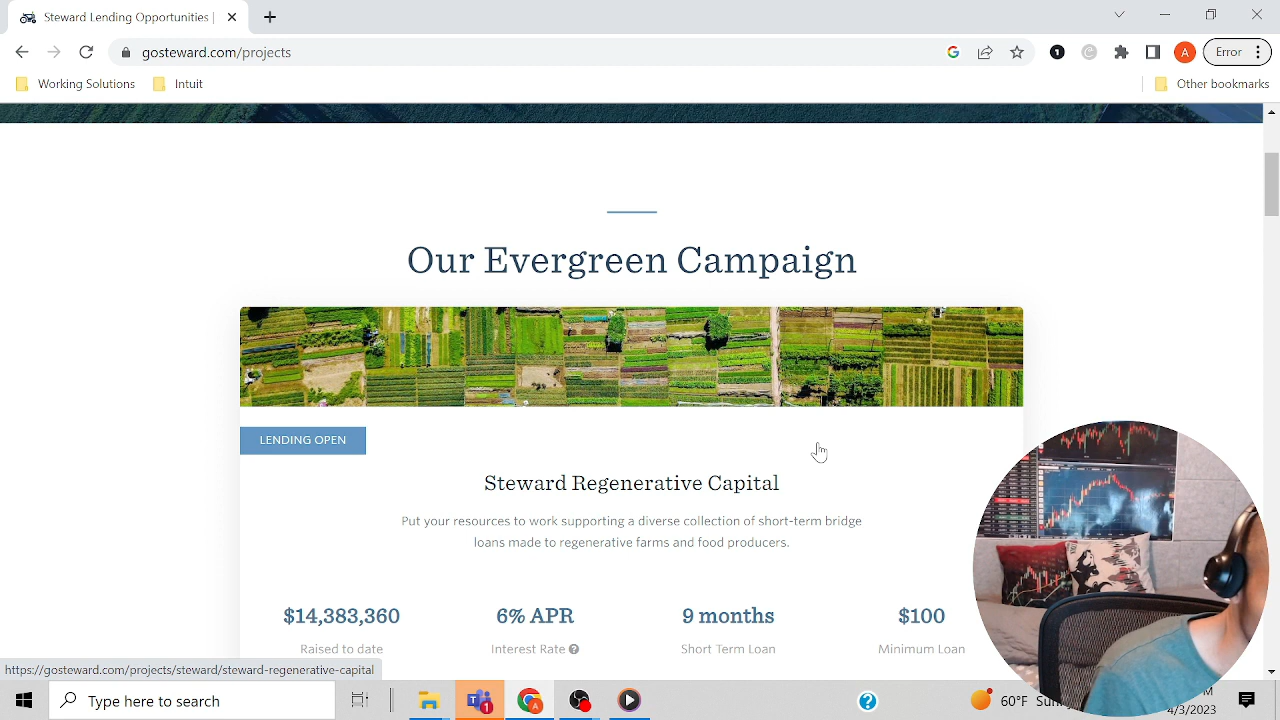 Steward Lending Opportunities |
gosteward.com/projects
1
A
Error
Working Solutions
Intuit
Other bookmarks
Our Evergreen Campaign
LENDING OPEN
Steward Regenerative Capital
Put your resources to work supporting a diverse collection of short-term bridge
loans made to regenerative farms and food producers.
$14,383,360 6% APR 9 months $100
Raised to date Interest Rate ? Short Term Loan Minimum Loan
https://gosteward.com/projects/steward/steward-regenerative-capital
Type here to search
1
60°F
4/3/2023